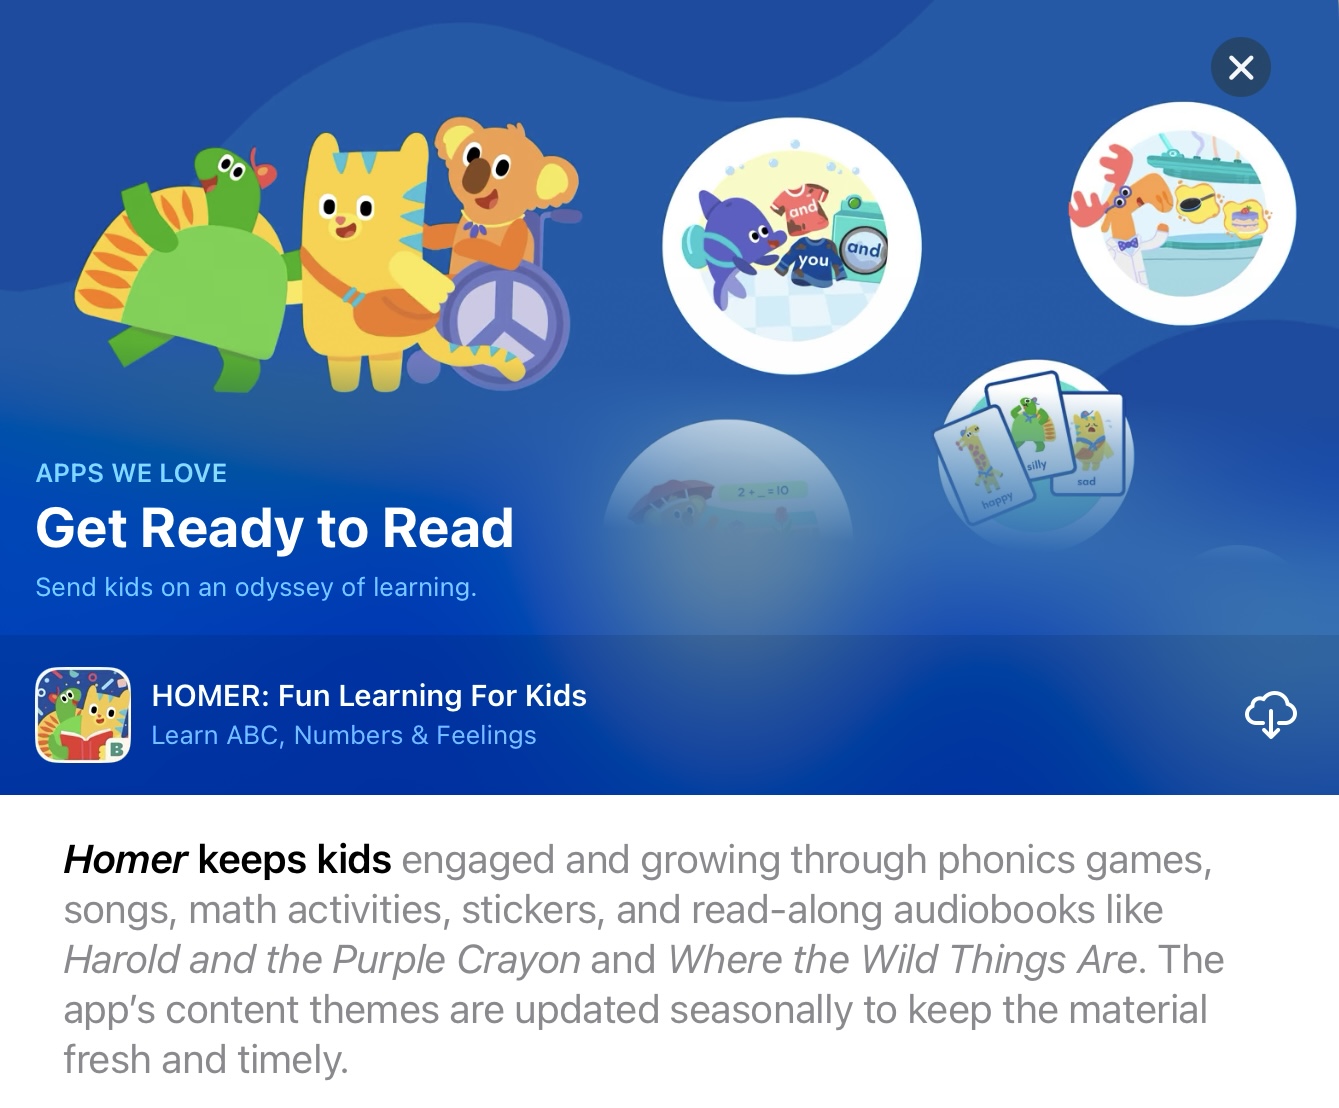 and
you
and
happy
silly
sad
2 + _ = 10
APPS WE LOVE
Get Ready to Read
Send kids on an odyssey of learning.
B
HOMER: Fun Learning For Kids
Learn ABC, Numbers & Feelings
Homer keeps kids engaged and growing through phonics games,
songs, math activities, stickers, and read-along audiobooks like
Harold and the Purple Crayon and Where the Wild Things Are. The
app’s content themes are updated seasonally to keep the material
fresh and timely.